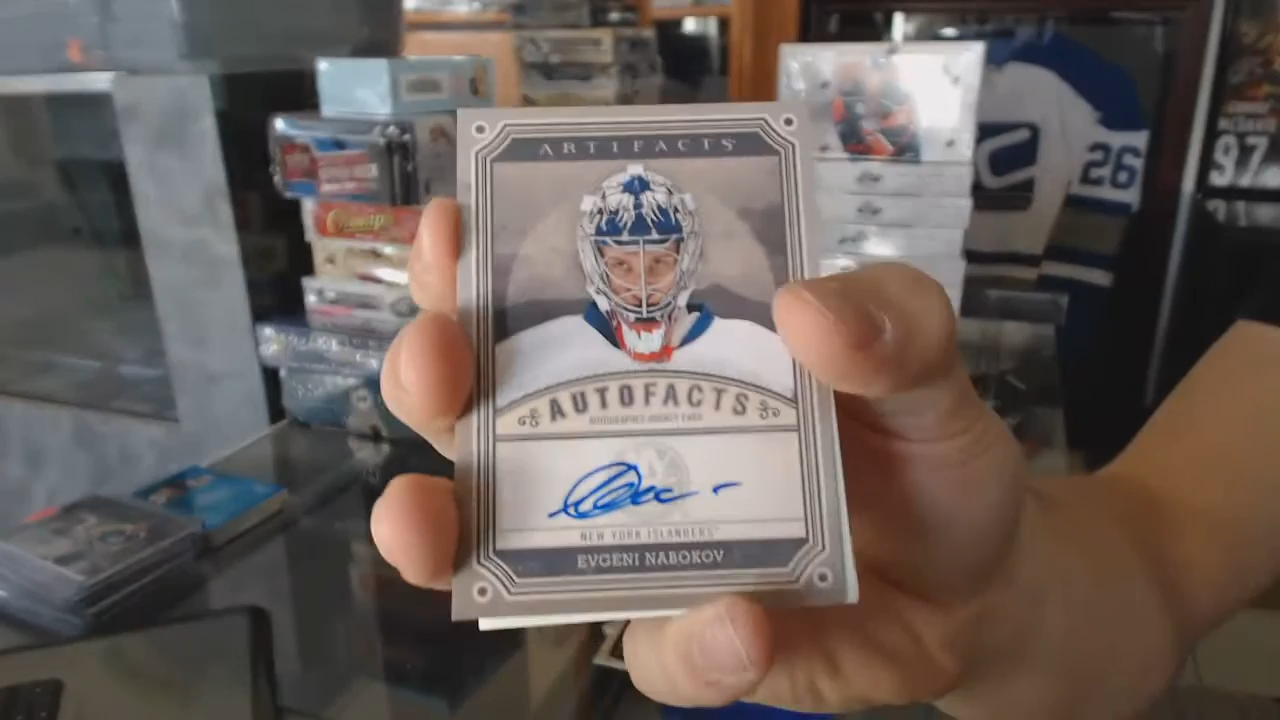 ARTIFACTS
AUTOFACTS
AUTOGRAPHED HOCKEY CARD
NEW YORK ISLANDERS
EVGENI NABOKOV
26
97